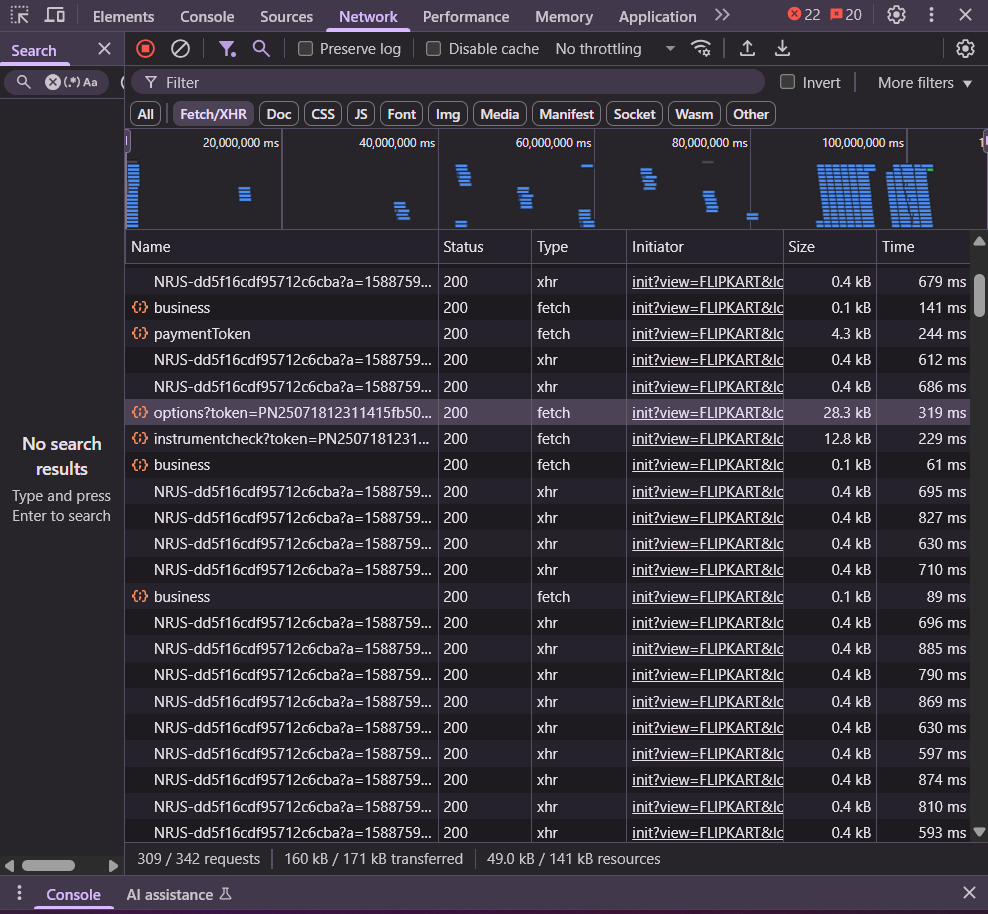 Elements Console Sources Network Performance Memory Application 22 20
Search
Preserve log Disable cache No throttling
(.*) Aa
Filter Invert More filters
All Fetch/XHR Doc CSS JS Font Img Media Manifest Socket Wasm Other
20,000,000 ms 40,000,000 ms 60,000,000 ms 80,000,000 ms 100,000,000 ms
Name Status Type Initiator Size Time
NRJS-dd5f16cdf95712c6cba?a=1588759... 200 xhr init?view=FLIPKART&lc 0.4 kB 679 ms
business 200 fetch init?view=FLIPKART&lc 0.1 kB 141 ms
paymentToken 200 fetch init?view=FLIPKART&lc 4.3 kB 244 ms
NRJS-dd5f16cdf95712c6cba?a=1588759... 200 xhr init?view=FLIPKART&lc 0.4 kB 612 ms
NRJS-dd5f16cdf95712c6cba?a=1588759... 200 xhr init?view=FLIPKART&lc 0.4 kB 686 ms
options?token=PN25071812311415fb50... 200 fetch init?view=FLIPKART&lc 28.3 kB 319 ms
instrumentcheck?token=PN2507181231... 200 fetch init?view=FLIPKART&lc 12.8 kB 229 ms
business 200 fetch init?view=FLIPKART&lc 0.1 kB 61 ms
NRJS-dd5f16cdf95712c6cba?a=1588759... 200 xhr init?view=FLIPKART&lc 0.4 kB 695 ms
NRJS-dd5f16cdf95712c6cba?a=1588759... 200 xhr init?view=FLIPKART&lc 0.4 kB 827 ms
NRJS-dd5f16cdf95712c6cba?a=1588759... 200 xhr init?view=FLIPKART&lc 0.4 kB 630 ms
NRJS-dd5f16cdf95712c6cba?a=1588759... 200 xhr init?view=FLIPKART&lc 0.4 kB 710 ms
business 200 fetch init?view=FLIPKART&lc 0.1 kB 89 ms
NRJS-dd5f16cdf95712c6cba?a=1588759... 200 xhr init?view=FLIPKART&lc 0.4 kB 696 ms
NRJS-dd5f16cdf95712c6cba?a=1588759... 200 xhr init?view=FLIPKART&lc 0.4 kB 885 ms
NRJS-dd5f16cdf95712c6cba?a=1588759... 200 xhr init?view=FLIPKART&lc 0.4 kB 790 ms
NRJS-dd5f16cdf95712c6cba?a=1588759... 200 xhr init?view=FLIPKART&lc 0.4 kB 869 ms
NRJS-dd5f16cdf95712c6cba?a=1588759... 200 xhr init?view=FLIPKART&lc 0.4 kB 630 ms
NRJS-dd5f16cdf95712c6cba?a=1588759... 200 xhr init?view=FLIPKART&lc 0.4 kB 597 ms
NRJS-dd5f16cdf95712c6cba?a=1588759... 200 xhr init?view=FLIPKART&lc 0.4 kB 874 ms
NRJS-dd5f16cdf95712c6cba?a=1588759... 200 xhr init?view=FLIPKART&lc 0.4 kB 810 ms
NRJS-dd5f16cdf95712c6cba?a=1588759... 200 xhr init?view=FLIPKART&lc 0.4 kB 593 ms
No search
results
Type and press
Enter to search
309 / 342 requests 160 kB / 171 kB transferred 49.0 kB / 141 kB resources
Console AI assistance